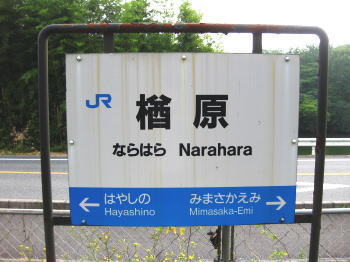 JR 楢原
ならはら Narahara
はやしの みまさかえみ
Hayashino Mimasaka-Emi